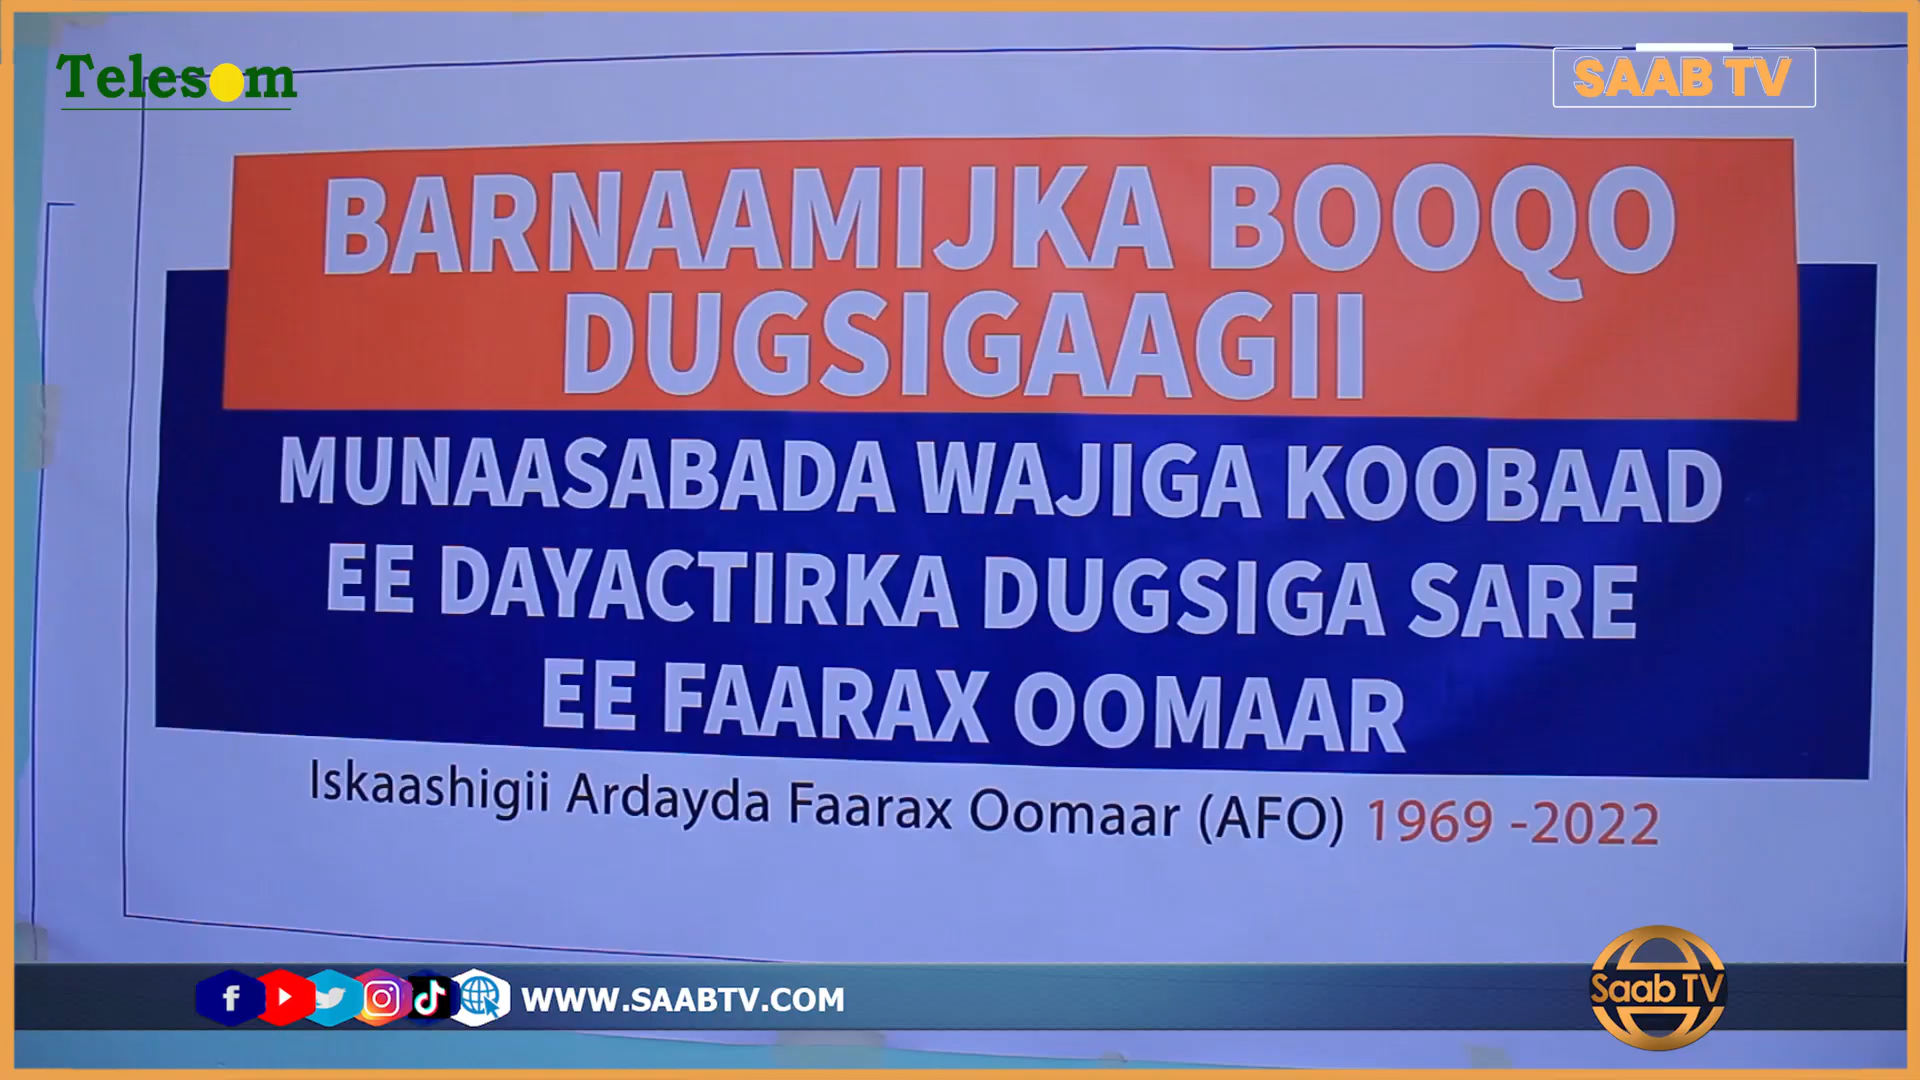 Telesom
SAAB TV
BARNAAMIJKA BOOQO
DUGSIGAAGII
MUNAASABADA WAJIGA KOOBAAD
EE DAYACTIRKA DUGSIGA SARE
EE FAARAX OOMAAR
Iskaashigii Ardayda Faarax Oomaar (AFO) 1969 -2022
WWW.SAABTV.COM
Saab TV